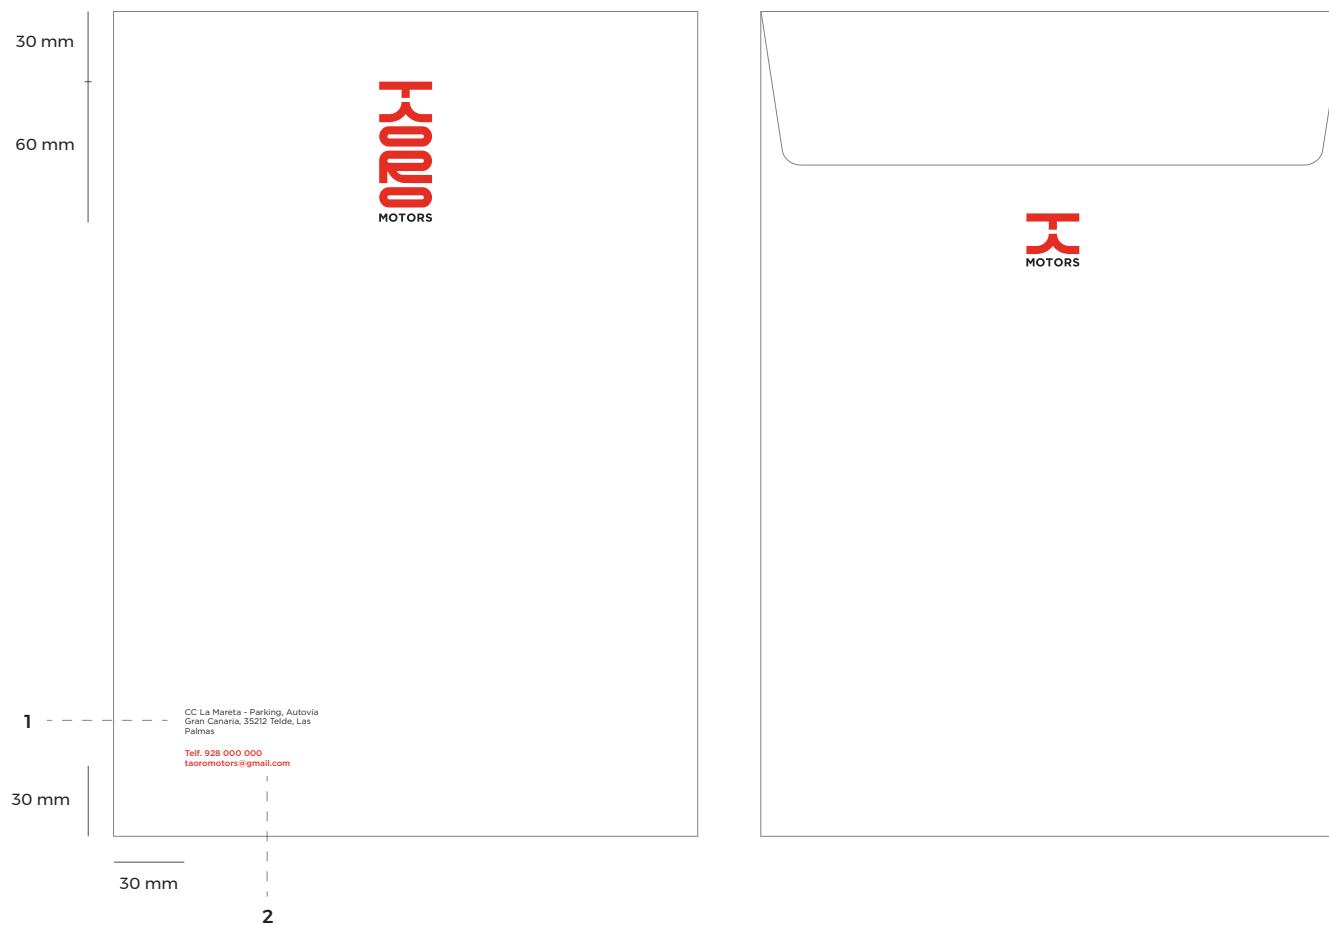 30 mm
60 mm
TAORO
MOTORS
MOTORS
1
CC La Mareta - Parking, Autovía
Gran Canaria, 35212 Telde, Las
Palmas
Telf. 928 000 000
taoromotors@gmail.com
30 mm
30 mm
2